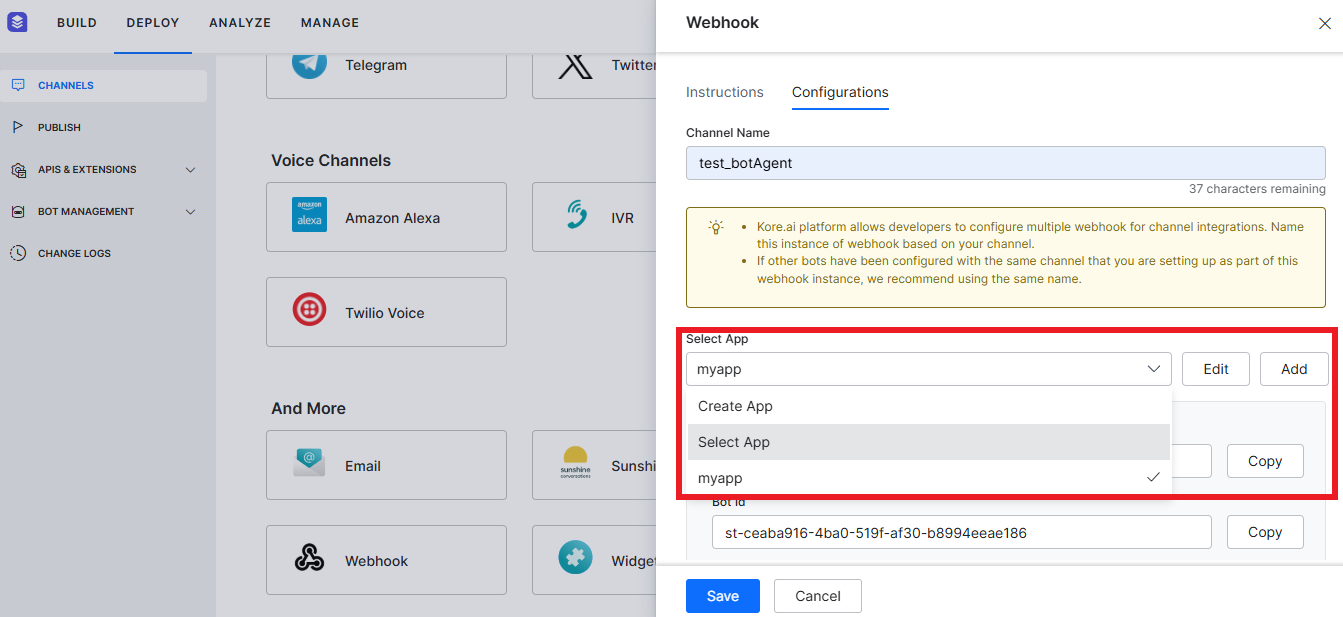 BUILD
DEPLOY
ANALYZE
MANAGE
CHANNELS
PUBLISH
APIS & EXTENSIONS
BOT MANAGEMENT
CHANGE LOGS
Telegram
Twitter
Voice Channels
amazon
alexa
Amazon Alexa
IVR
Twilio Voice
And More
Email
sunshine
conversations
Sunshi
Webhook
Widge
Webhook
Instructions
Configurations
Channel Name
test_botAgent
37 characters remaining
Kore.ai platform allows developers to configure multiple webhook for channel integrations. Name
this instance of webhook based on your channel.
If other bots have been configured with the same channel that you are setting up as part of this
webhook instance, we recommend using the same name.
Select App
myapp
Edit
Add
Create App
Select App
myapp
Copy
Bot Id
st-ceaba916-4ba0-519f-af30-b8994eeae186
Copy
Save
Cancel